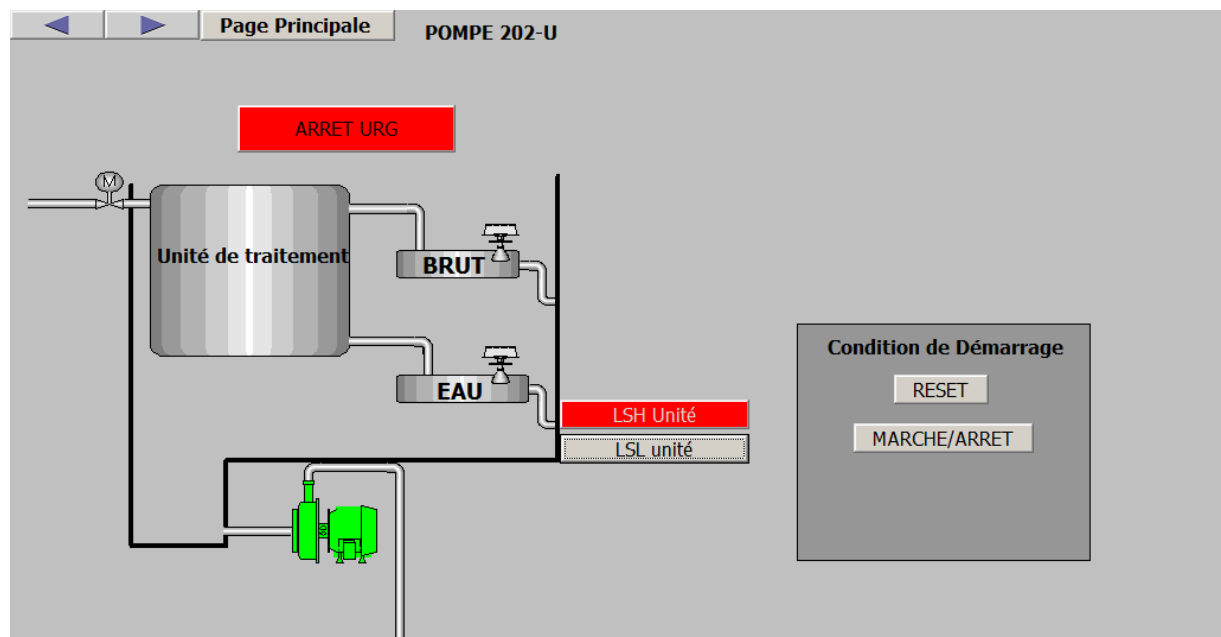 Page Principale
POMPE 202-U
ARRET URG
M
Unité de traitement
BRUT
Condition de Démarrage
RESET
EAU
LSH Unité
MARCHE/ARRET
LSL unité